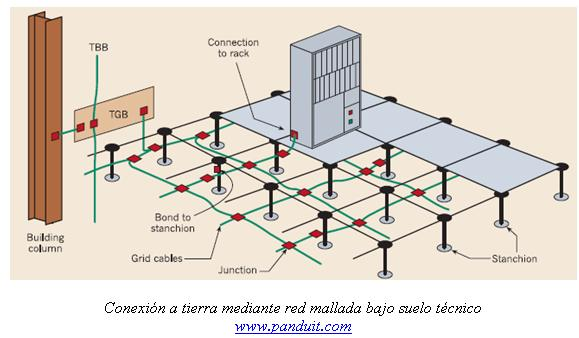 TBB
Connection
to rack
TGB
Bond to
stanchion
Building
column
Grid cables
Junction
Stanchion
Conexión a tierra mediante red mallada bajo suelo técnico
www.panduit.com